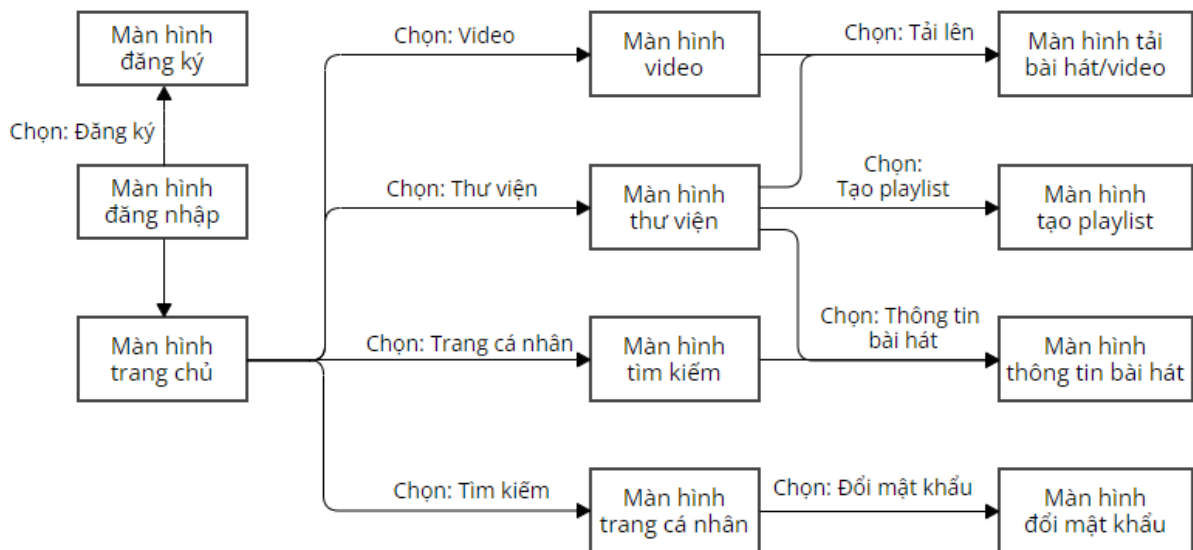 Màn hình
đăng ký
Chọn: Video
Màn hình
video
Chọn: Tải lên
Màn hình tải
bài hát/video
Chọn: Đăng ký
Màn hình
đăng nhập
Chọn: Thư viện
Màn hình
thư viện
Chọn:
Tạo playlist
Màn hình
tạo playlist
Màn hình
trang chủ
Chọn: Trang cá nhân
Màn hình
tìm kiếm
Chọn: Thông tin
bài hát
Màn hình
thông tin bài hát
Chọn: Tìm kiếm
Màn hình
trang cá nhân
Chọn: Đổi mật khẩu
Màn hình
đổi mật khẩu